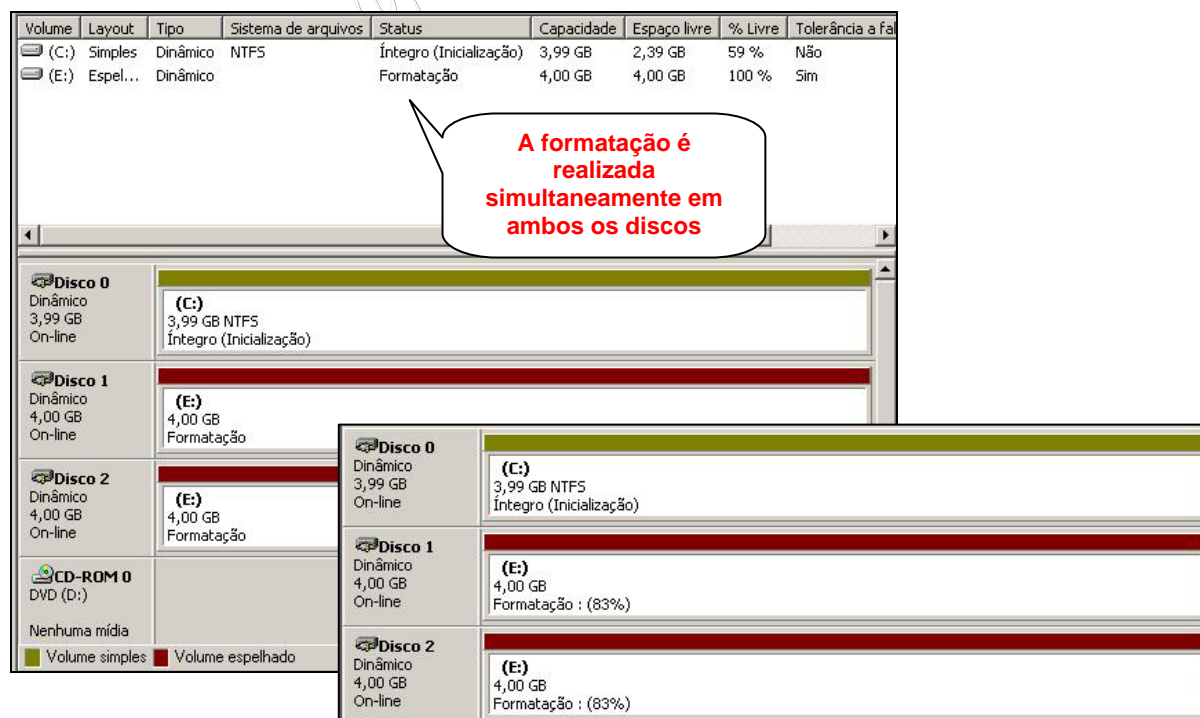 Volume Layout Tipo Sistema de arquivos Status Capacidade Espaço livre % Livre Tolerância a fal
(C:) Simples Dinâmico NTFS Íntegro (Inicialização) 3,99 GB 2,39 GB 59 % Não
(E:) Espel... Dinâmico Formatação 4,00 GB 4,00 GB 100 % Sim
A formatação é
realizada
simultaneamente em
ambos os discos
Disco 0
Dinâmico
3,99 GB
On-line
(C:)
3,99 GB NTFS
Íntegro (Inicialização)
Disco 1
Dinâmico
4,00 GB
On-line
(E:)
4,00 GB
Formatação
Disco 2
Dinâmico
4,00 GB
On-line
(E:)
4,00 GB
Formatação
CD-ROM 0
DVD (D:)
Nenhuma mídia
Volume simples Volume espelhado
Disco 0
Dinâmico
3,99 GB
On-line
(C:)
3,99 GB NTFS
Íntegro (Inicialização)
Disco 1
Dinâmico
4,00 GB
On-line
(E:)
4,00 GB
Formatação : (83%)
Disco 2
Dinâmico
4,00 GB
On-line
(E:)
4,00 GB
Formatação : (83%)